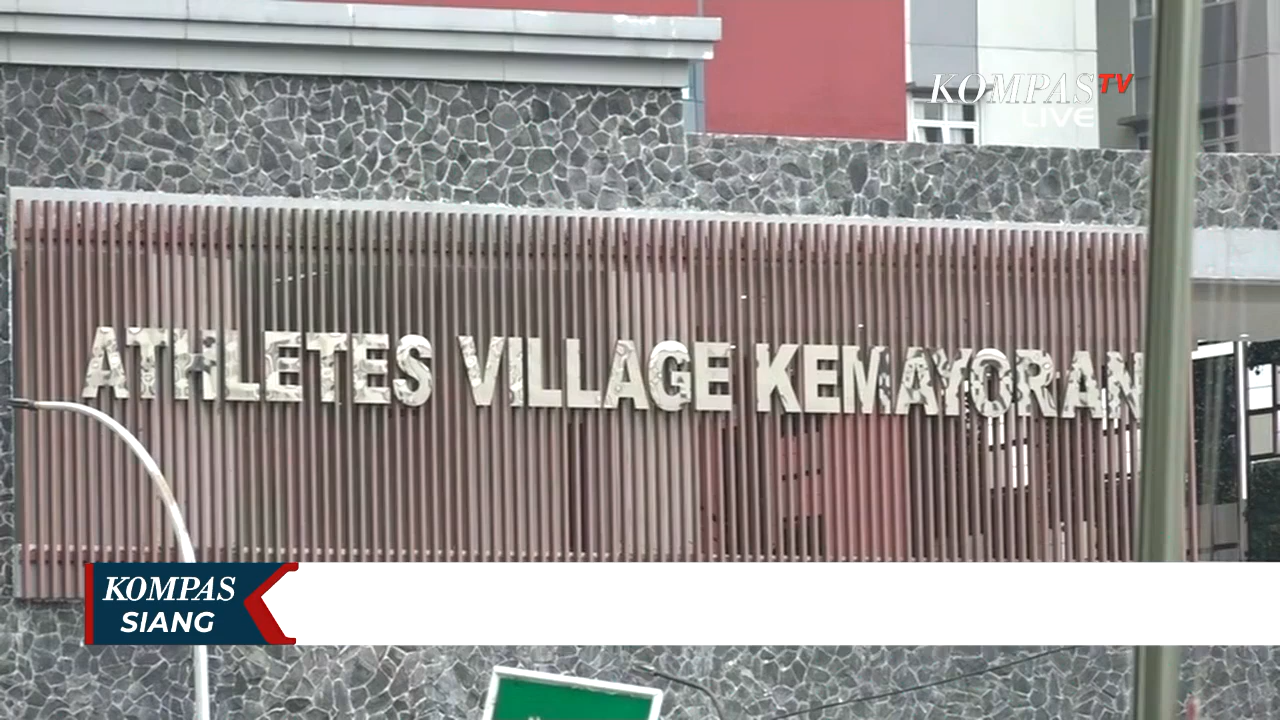 KOMPAS TV
LIVE
ATHLETES VILLAGE KEMAYORAN
KOMPAS
SIANG